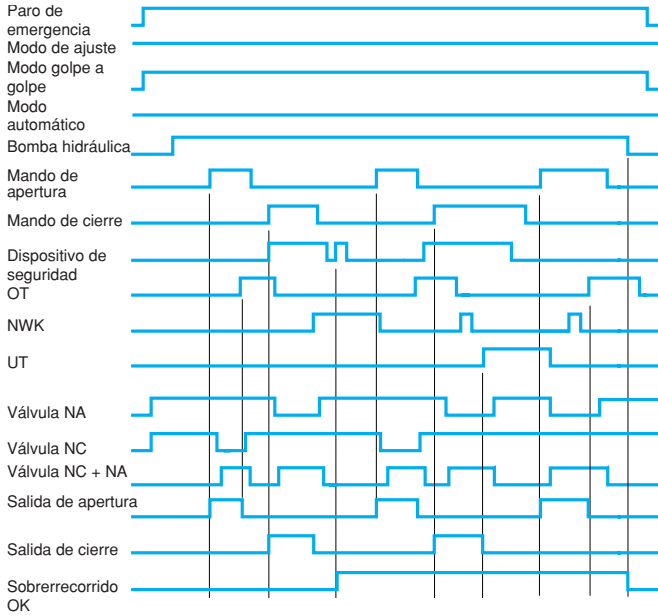 Paro de
emergencia
Modo de ajuste
Modo golpe a
golpe
Modo
automático
Bomba hidráulica
Mando de
apertura
Mando de cierre
Dispositivo de
seguridad
OT
NWK
UT
Válvula NA
Válvula NC
Válvula NC + NA
Salida de apertura
Salida de cierre
Sobrerrecorrido
OK